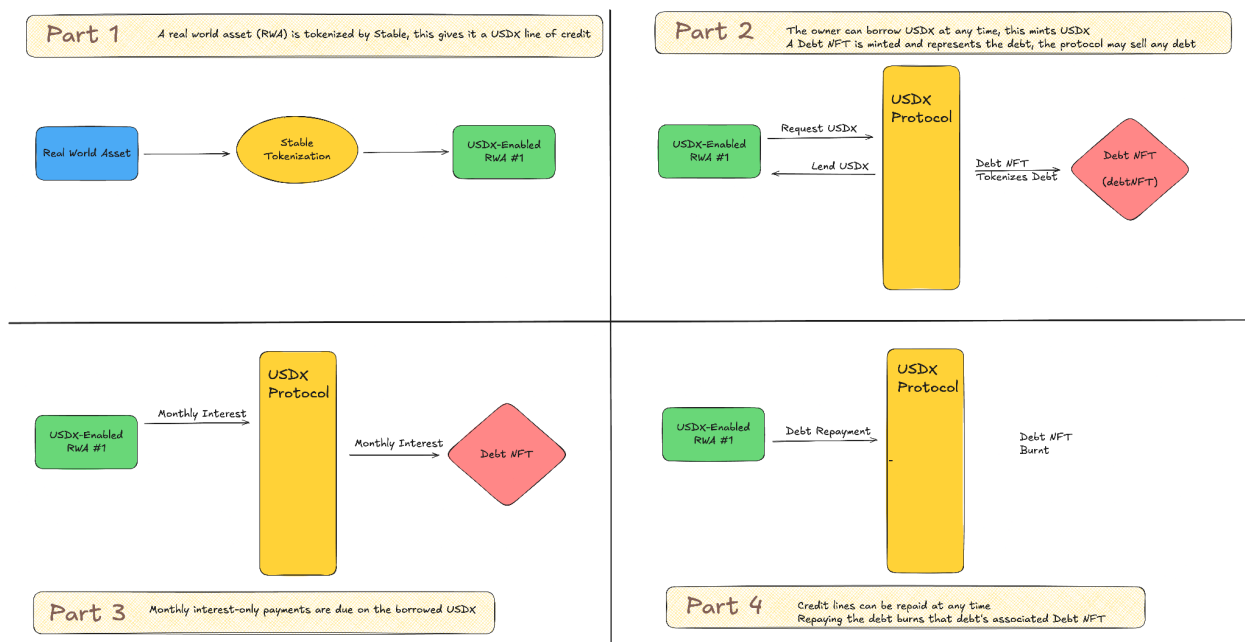 Part 1
A real world asset (RWA) is tokenized by Stable, this gives it a USDX line of credit
Real World Asset
Stable
Tokenization
USDX-Enabled
RWA #1
Part 2
The owner can borrow USDX at any time, this mints USDX
A Debt NFT is minted and represents the debt, the protocol may sell any debt
USDX
Protocol
USDX-Enabled
RWA #1
Request USDX
Lend USDX
Debt NFT
Tokenizes Debt
Debt NFT
(debtNFT)
USDX
Protocol
USDX-Enabled
RWA #1
Monthly Interest
Monthly Interest
Debt NFT
Part 3
Monthly interest-only payments are due on the borrowed USDX
USDX
Protocol
USDX-Enabled
RWA #1
Debt Repayment
Debt NFT
Burnt
Part 4
Credit lines can be repaid at any time
Repaying the debt burns that debt's associated Debt NFT